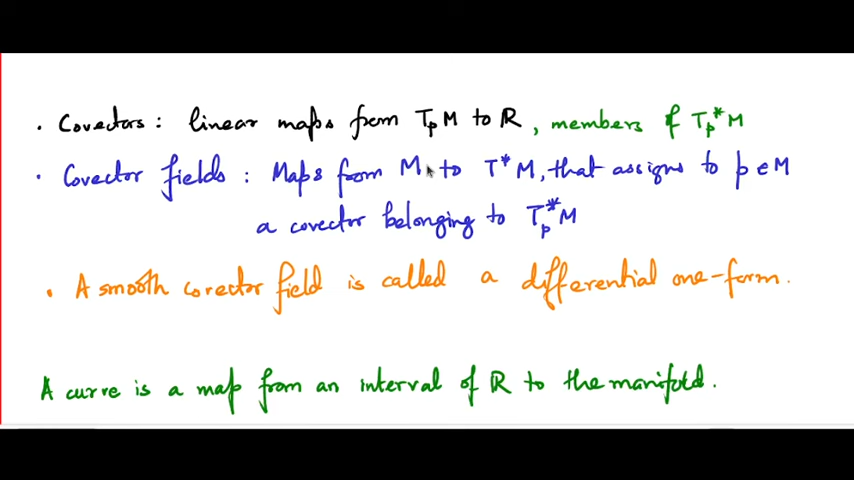 • Covectors: linear maps from TpM to ℝ, members of Tp*M
• Covector fields: Maps from M to T*M, that assigns to p ∈ M
a covector belonging to Tp*M
• A smooth covector field is called a differential one-form.
A curve is a map from an interval of ℝ to the manifold.